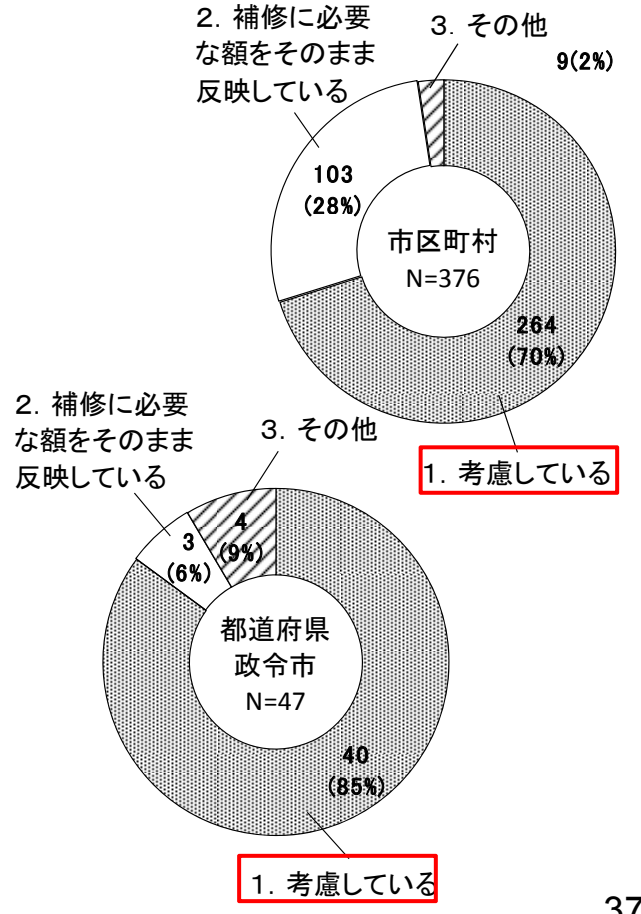 2．補修に必要
な額をそのまま
反映している
3．その他
9(2%)
103
(28%)
市区町村
N=376
264
(70%)
1．考慮している
2．補修に必要
な額をそのまま
反映している
3．その他
4
(9%)
3
(6%)
都道府県
政令市
N=47
40
(85%)
1．考慮している
37